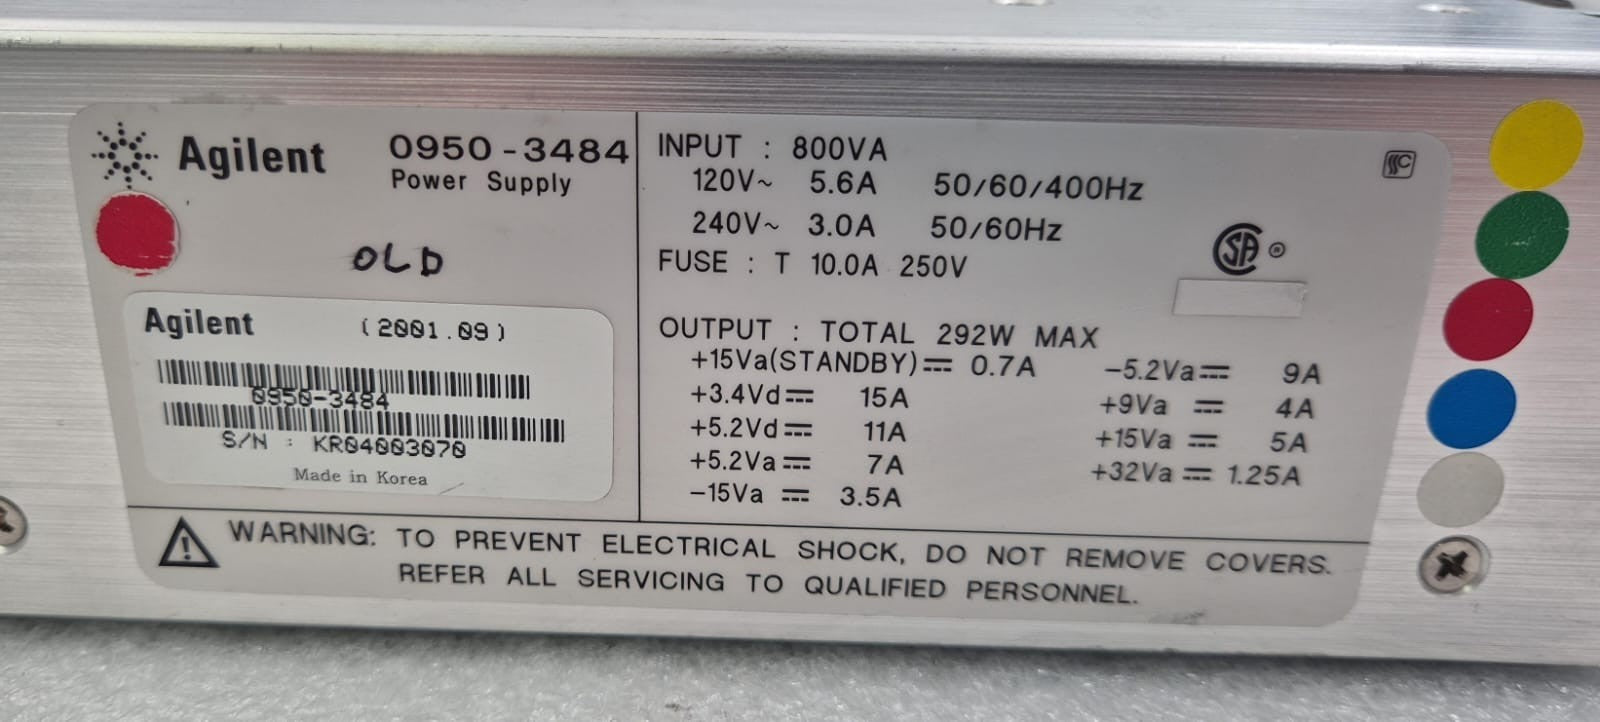 Agilent 0950-3484
Power Supply
OLD
Agilent (2001.09)
0950-3484
S/N : KR04003070
Made in Korea
INPUT : 800VA
120V~ 5.6A 50/60/400Hz
240V~ 3.0A 50/60Hz
FUSE : T 10.0A 250V
SA ®
OUTPUT : TOTAL 292W MAX
+15Va(STANDBY)⎓ 0.7A
+3.4Vd⎓ 15A
+5.2Vd⎓ 11A
+5.2Va⎓ 7A
-15Va ⎓ 3.5A
-5.2Va⎓ 9A
+9Va ⎓ 4A
+15Va ⎓ 5A
+32Va⎓ 1.25A
WARNING: TO PREVENT ELECTRICAL SHOCK, DO NOT REMOVE COVERS.
REFER ALL SERVICING TO QUALIFIED PERSONNEL.